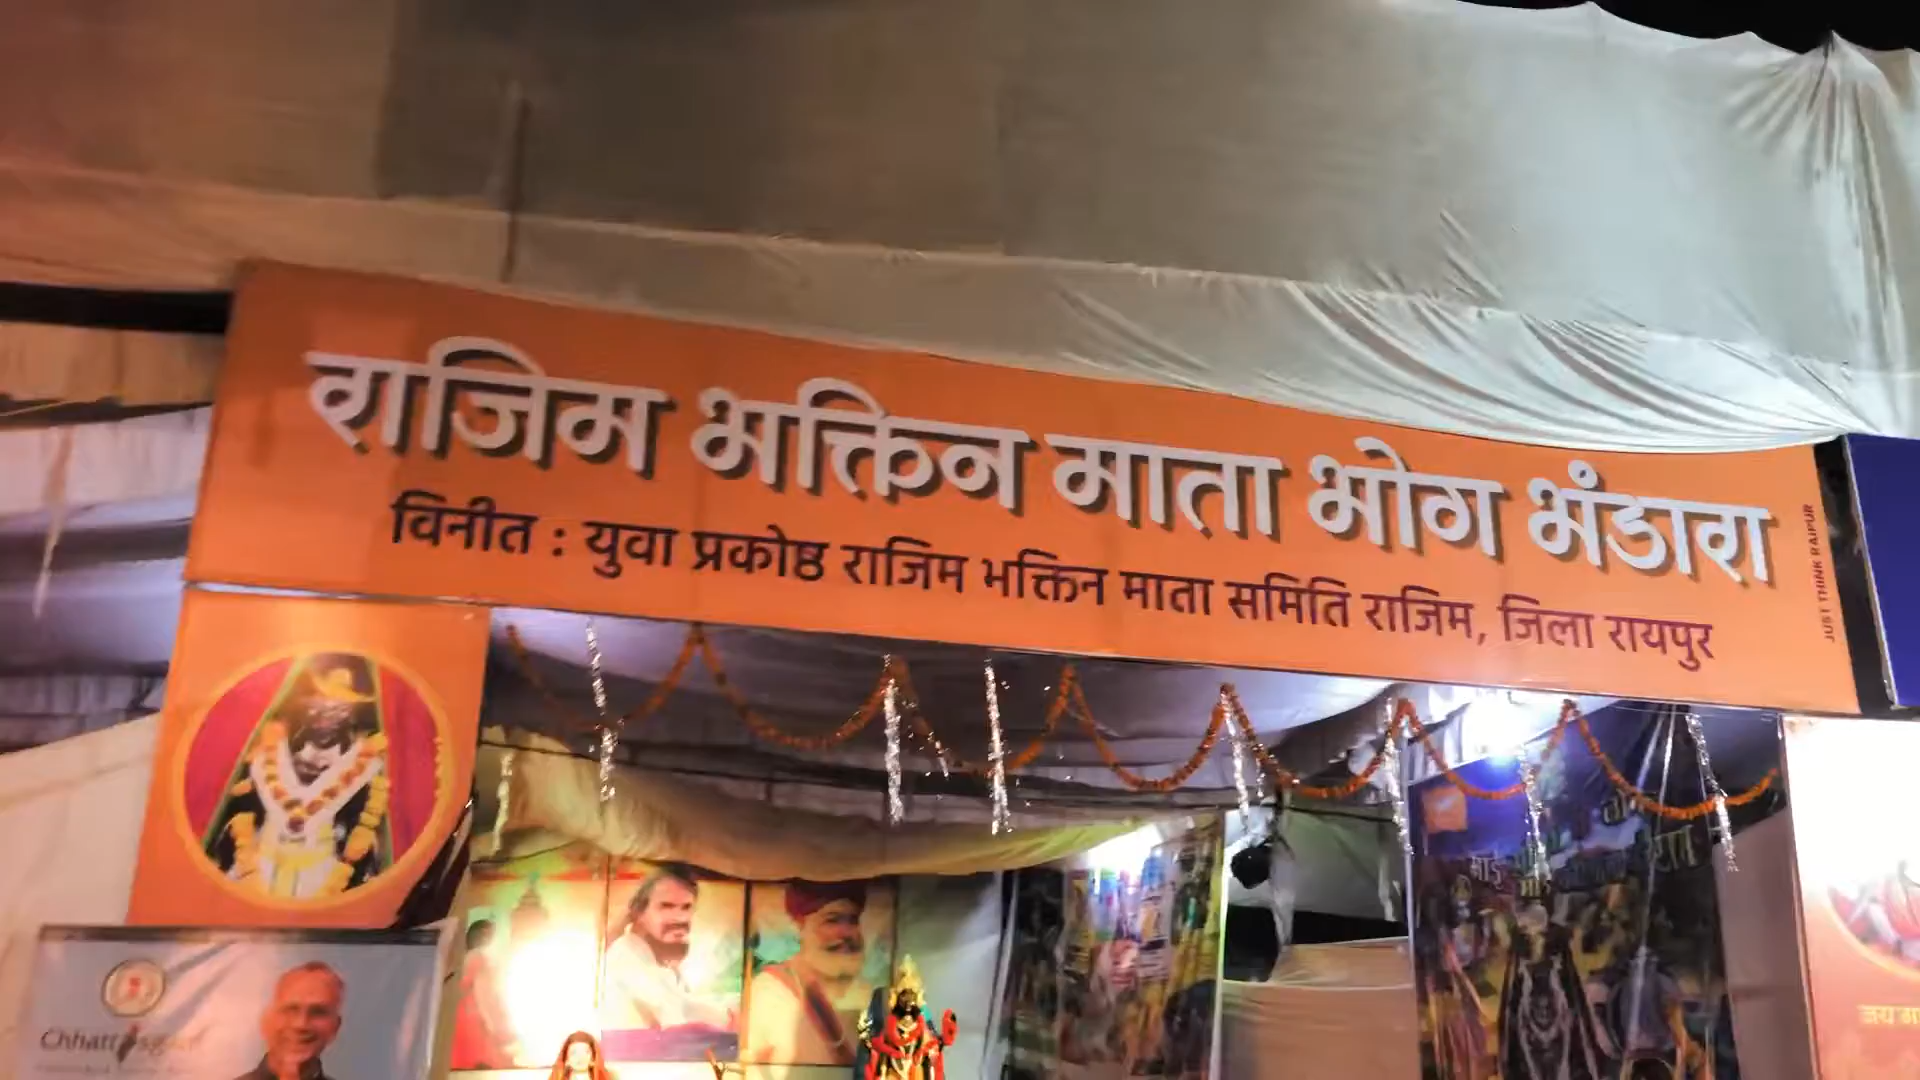 राजिम भक्तिन माता भोग भंडारा
विनीत : युवा प्रकोष्ठ राजिम भक्तिन माता समिति राजिम, जिला रायपुर
JUST THINK RAIPUR
Chhattisgarh